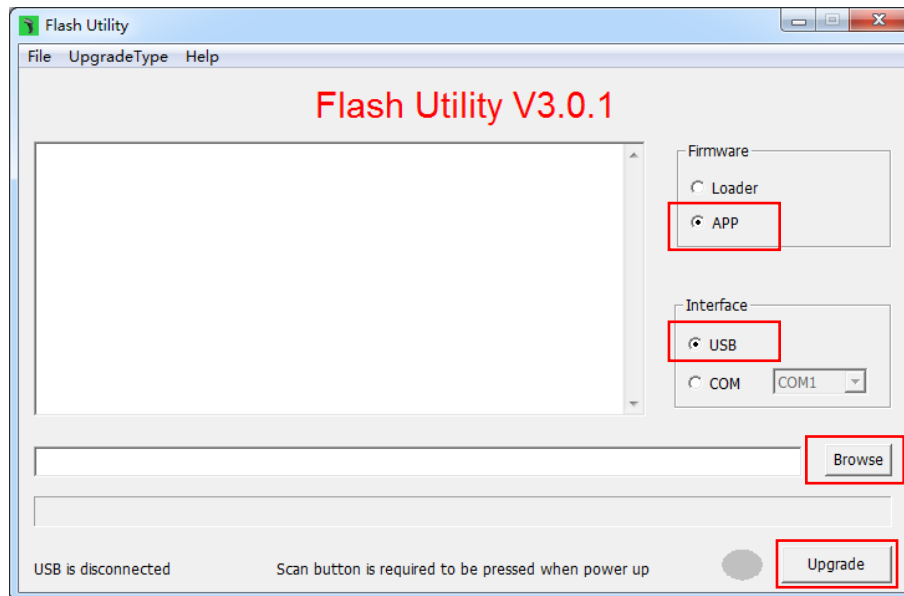 Flash Utility
File UpgradeType Help
Flash Utility V3.0.1
Firmware
Loader
APP
Interface
USB
COM COM1
Browse
USB is disconnected Scan button is required to be pressed when power up Upgrade